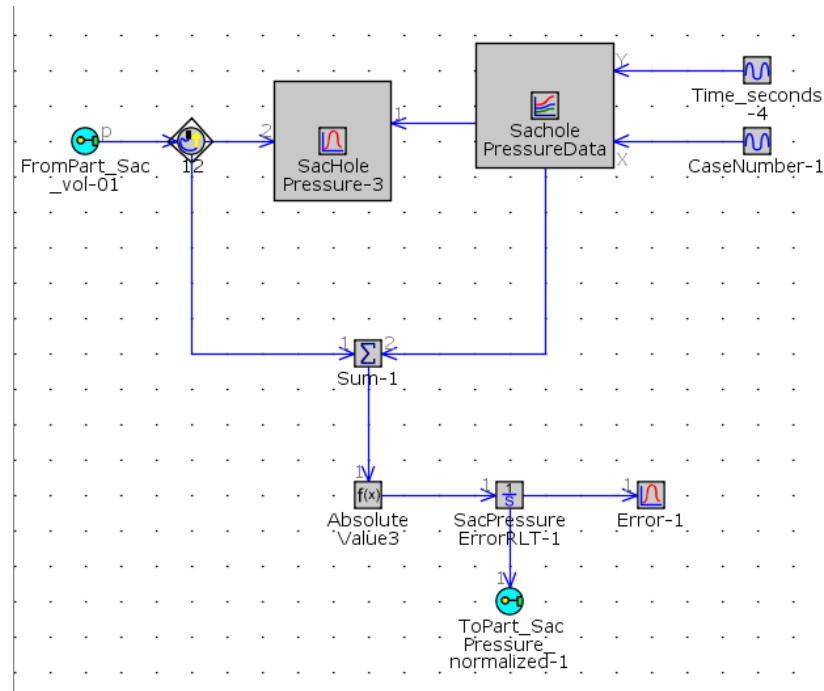 Y
Time_seconds
-4
1
Sachole
PressureData
p
2
FromPart_Sac
_vol-01
12
SacHole
Pressure-3
X
CaseNumber-1
1
2
Σ
Sum-1
1
f(x)
Absolute
Value3
1
1
S
SacPressure
ErrorRLT-1
1
Error-1
1
ToPart_Sac
Pressure_
normalized-1